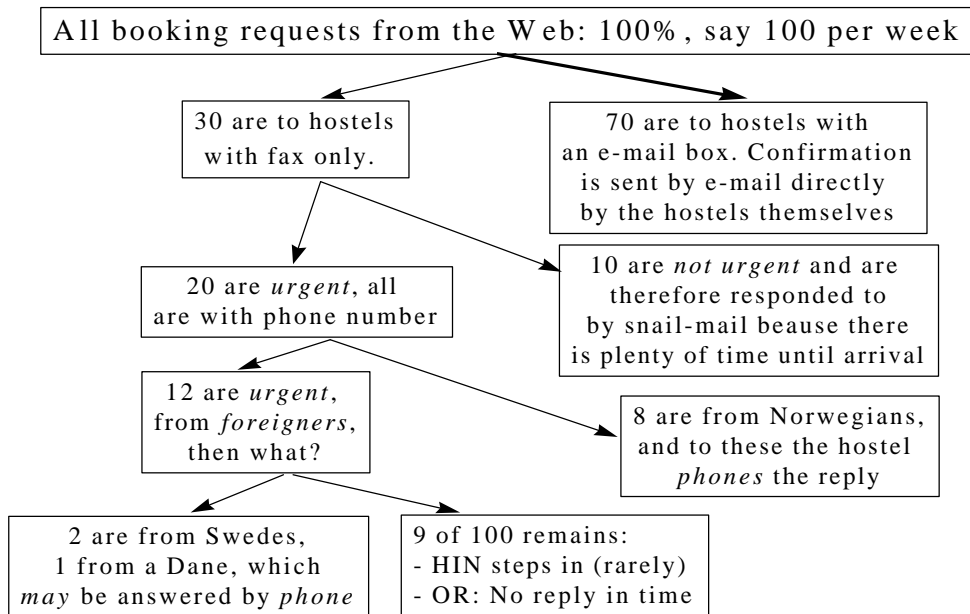 All booking requests from the Web: 100%, say 100 per week
30 are to hostels
with fax only.
70 are to hostels with
an e-mail box. Confirmation
is sent by e-mail directly
by the hostels themselves
20 are urgent, all
are with phone number
10 are not urgent and are
therefore responded to
by snail-mail beause there
is plenty of time until arrival
12 are urgent,
from foreigners,
then what?
8 are from Norwegians,
and to these the hostel
phones the reply
2 are from Swedes,
1 from a Dane, which
may be answered by phone
9 of 100 remains:
- HIN steps in (rarely)
- OR: No reply in time